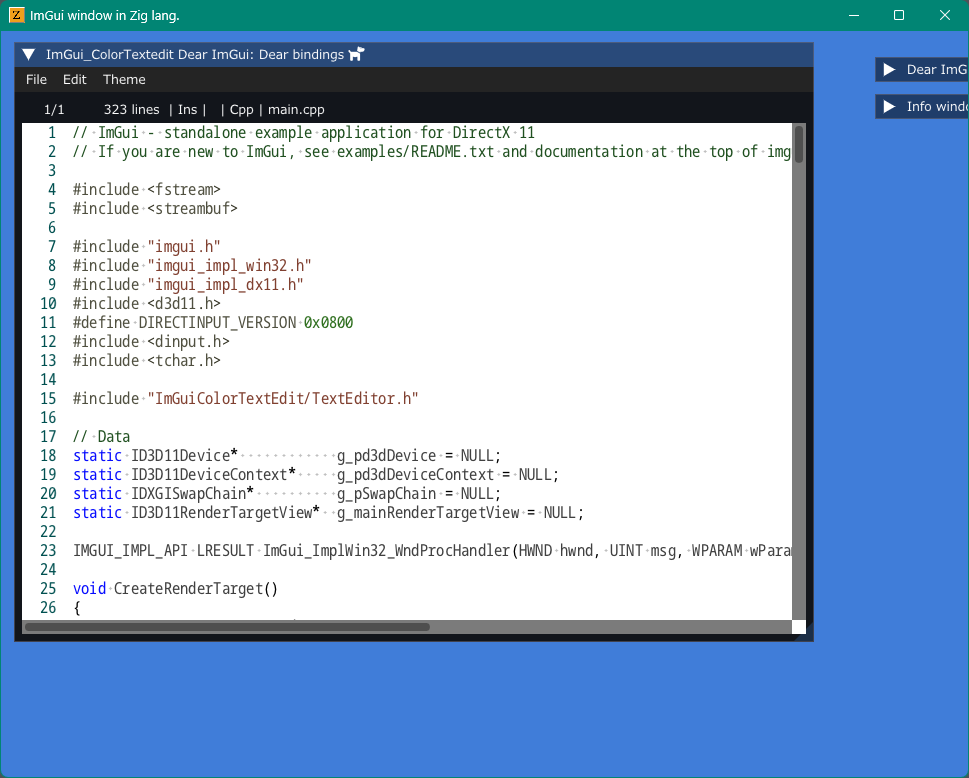 Z ImGui window in Zig lang.
ImGui_ColorTextedit Dear ImGui: Dear bindings
File Edit Theme
1/1 323 lines | Ins | | Cpp | main.cpp
1 // ImGui - standalone example application for DirectX 11
2 // If you are new to ImGui, see examples/README.txt and documentation at the top of img
3
4 #include <fstream>
5 #include <streambuf>
6
7 #include "imgui.h"
8 #include "imgui_impl_win32.h"
9 #include "imgui_impl_dx11.h"
10 #include <d3d11.h>
11 #define DIRECTINPUT_VERSION 0x0800
12 #include <dinput.h>
13 #include <tchar.h>
14
15 #include "ImGuiColorTextEdit/TextEditor.h"
16
17 // Data
18 static ID3D11Device*            g_pd3dDevice = NULL;
19 static ID3D11DeviceContext*     g_pd3dDeviceContext = NULL;
20 static IDXGISwapChain*          g_pSwapChain = NULL;
21 static ID3D11RenderTargetView*  g_mainRenderTargetView = NULL;
22
23 IMGUI_IMPL_API LRESULT ImGui_ImplWin32_WndProcHandler(HWND hwnd, UINT msg, WPARAM wPara
24
25 void CreateRenderTarget()
26 {
Dear ImG
Info windo